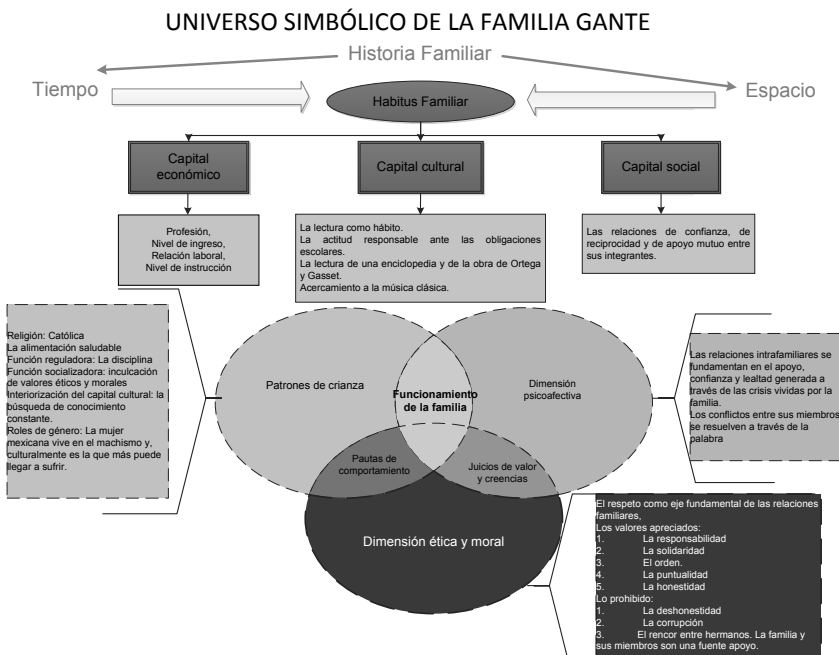 UNIVERSO SIMBÓLICO DE LA FAMILIA GANTE
Historia Familiar
Tiempo
Espacio
Habitus Familiar
Capital
económico
Capital cultural
Capital social
Profesión,
Nivel de ingreso,
Relación laboral,
Nivel de instrucción
La lectura como hábito.
La actitud responsable ante las obligaciones
escolares.
La lectura de una enciclopedia y de la obra de Ortega
y Gasset.
Acercamiento a la música clásica.
Las relaciones de confianza, de
reciprocidad y de apoyo mutuo entre
sus integrantes.
Religión: Católica
La alimentación saludable
Función reguladora: La disciplina
Función socializadora: inculcación
de valores éticos y morales
Interiorización del capital cultural: la
búsqueda de conocimiento
constante.
Roles de género: La mujer
mexicana vive en el machismo y,
culturalmente es la que más puede
llegar a sufrir.
Patrones de crianza
Funcionamiento
de la familia
Dimensión
psicoafectiva
Las relaciones intrafamiliares se
fundamentan en el apoyo,
confianza y lealtad generada a
través de las crisis vividas por la
familia.
Los conflictos entre sus miembros
se resuelven a través de la
palabra
Pautas de
comportamiento
Juicios de valor
y creencias
Dimensión ética y moral
El respeto como eje fundamental de las relaciones
familiares,
Los valores apreciados:
1. La responsabilidad
2. La solidaridad
3. El orden.
4. La puntualidad
5. La honestidad
Lo prohibido:
1. La deshonestidad
2. La corrupción
3. El rencor entre hermanos. La familia y
sus miembros son una fuente apoyo.